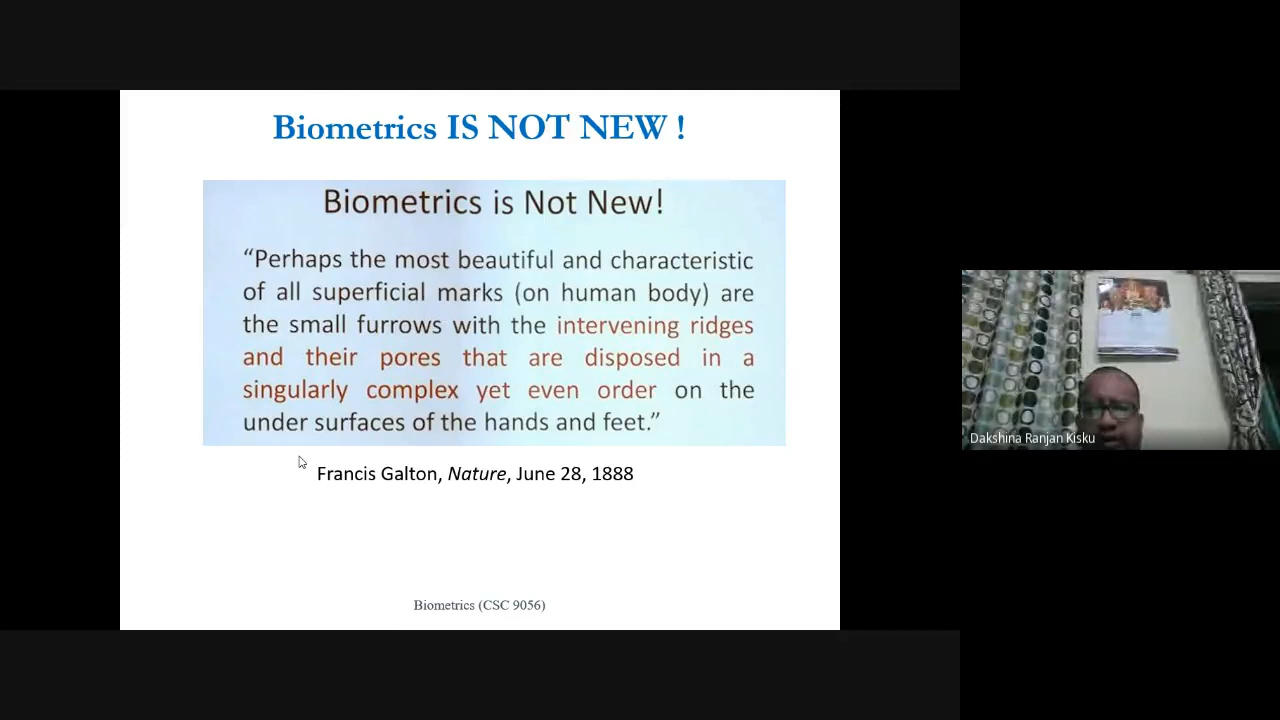 Biometrics IS NOT NEW !
Biometrics is Not New!
“Perhaps the most beautiful and characteristic
of all superficial marks (on human body) are
the small furrows with the intervening ridges
and their pores that are disposed in a
singularly complex yet even order on the
under surfaces of the hands and feet.”
Francis Galton, Nature, June 28, 1888
Biometrics (CSC 9056)
Dakshina Ranjan Kisku